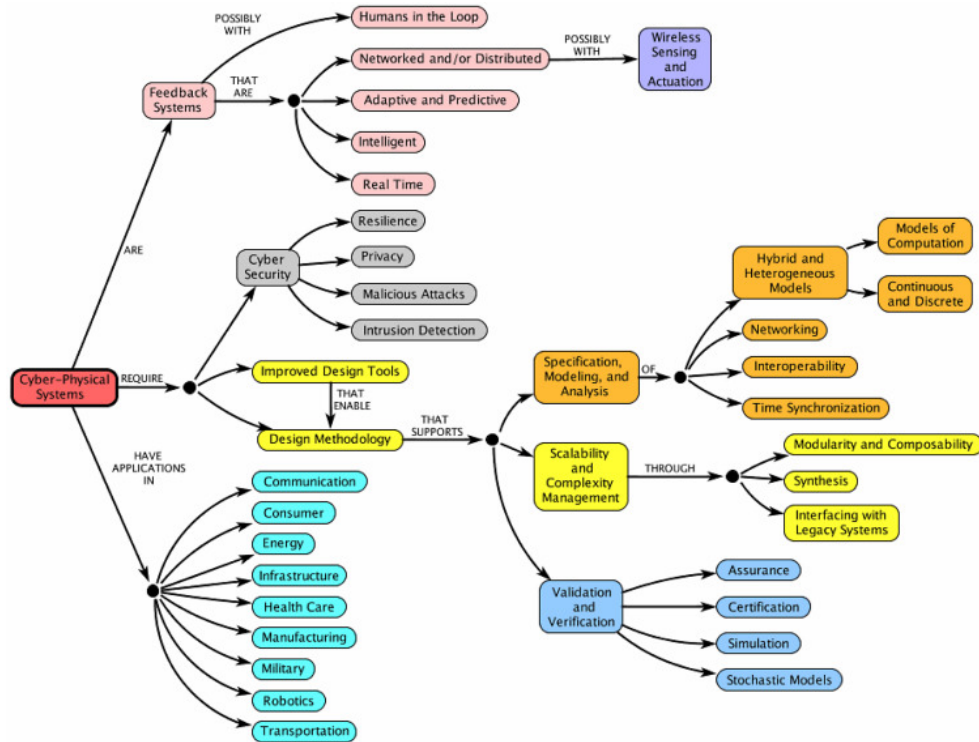 POSSIBLY
WITH
Humans in the Loop
Feedback
Systems
THAT
ARE
Networked and/or Distributed
POSSIBLY
WITH
Wireless
Sensing
and
Actuation
Adaptive and Predictive
Intelligent
Real Time
ARE
Cyber-Physical
Systems
REQUIRE
Cyber
Security
Resilience
Privacy
Malicious Attacks
Intrusion Detection
Improved Design Tools
THAT
ENABLE
Design Methodology
THAT
SUPPORTS
Specification,
Modeling, and
Analysis
OF
Hybrid and
Heterogeneous
Models
Models of
Computation
Continuous
and Discrete
Networking
Interoperability
Time Synchronization
Scalability and
Complexity
Management
THROUGH
Modularity and Composability
Synthesis
Interfacing with
Legacy Systems
Validation
and
Verification
Assurance
Certification
Simulation
Stochastic Models
HAVE
APPLICATIONS
IN
Communication
Consumer
Energy
Infrastructure
Health Care
Manufacturing
Military
Robotics
Transportation